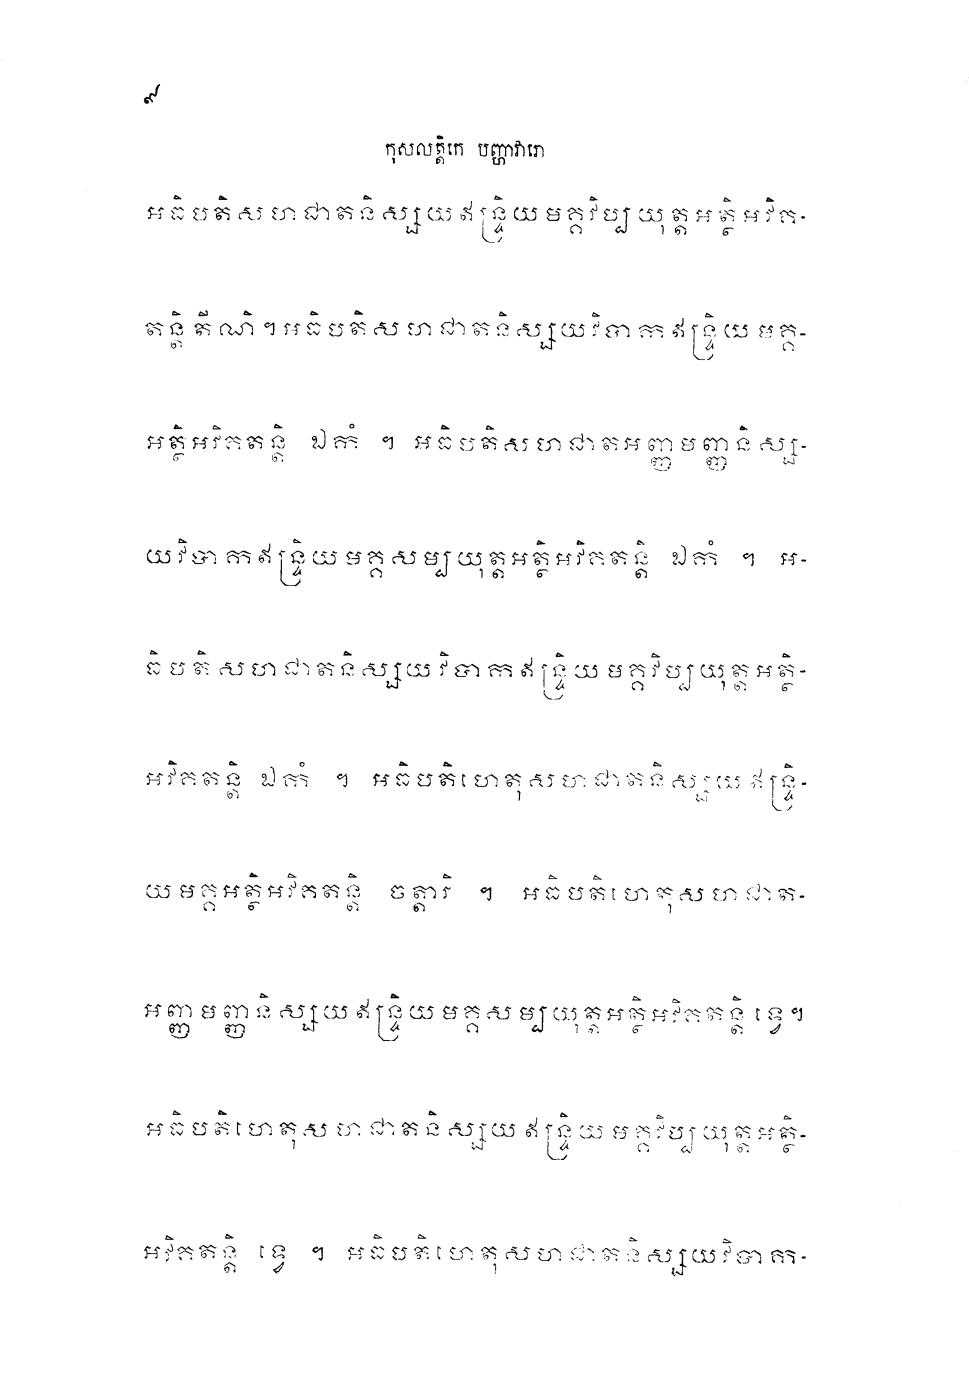 ៩
កុសលត្តិកេ បញ្ហាវារោ
អធិបតិសហជាតនិស្សយឥន្ទ្រិយមគ្គវិប្បយុត្តអត្ថិអវិគ-
តន្តិ តីណិ។ អធិបតិសហជាតនិស្សយវិបាកឥន្ទ្រិយមគ្គ-
អត្ថិអវិគតន្តិ ឯកំ ។ អធិបតិសហជាតអញ្ញមញ្ញនិស្ស-
យវិបាកឥន្ទ្រិយមគ្គសម្បយុត្តអត្ថិអវិគតន្តិ ឯកំ ។ អ-
ធិបតិសហជាតនិស្សយវិបាកឥន្ទ្រិយមគ្គវិប្បយុត្តអត្ថិ-
អវិគតន្តិ ឯកំ ។ អធិបតិហេតុសហជាតនិស្សយឥន្ទ្រិ-
យមគ្គអត្ថិអវិគតន្តិ ចត្តារិ ។ អធិបតិហេតុសហជាត-
អញ្ញមញ្ញនិស្សយឥន្ទ្រិយមគ្គសម្បយុត្តអត្ថិអវិគតន្តិ ទ្វេ។
អធិបតិហេតុសហជាតនិស្សយឥន្ទ្រិយមគ្គវិប្បយុត្តអត្ថិ-
អវិគតន្តិ ទ្វេ ។ អធិបតិហេតុសហជាតនិស្សយវិបាក-